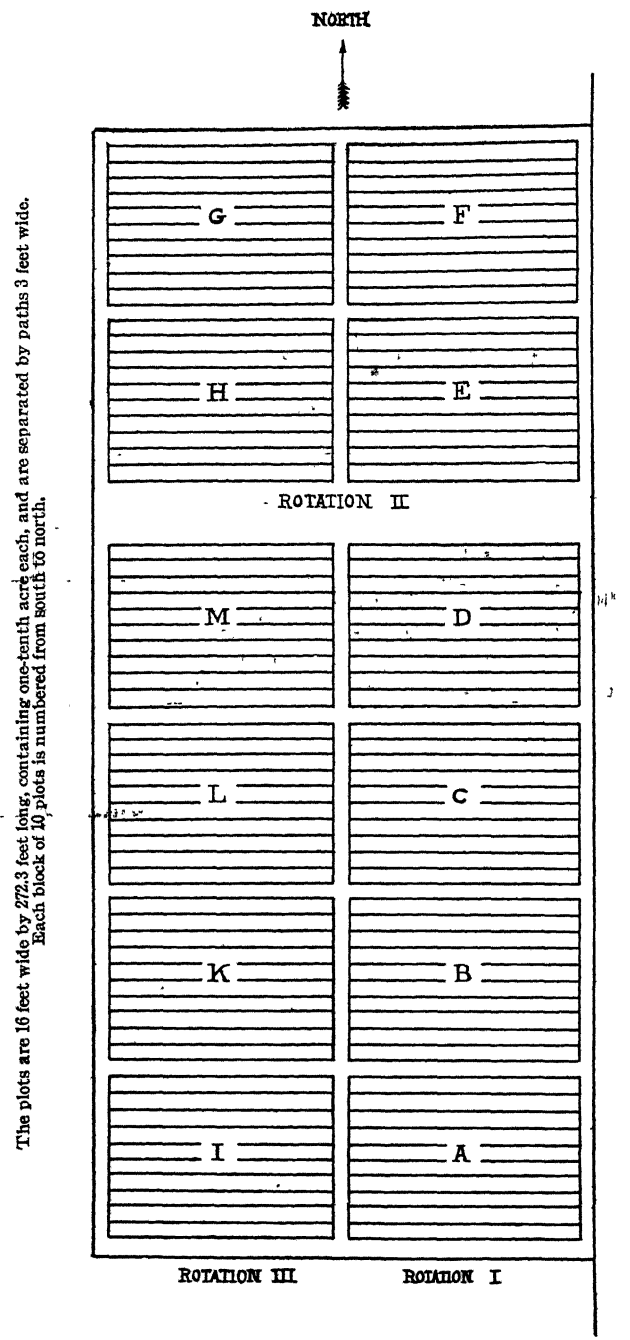 NORTH
The plots are 16 feet wide by 272.3 feet long, containing one-tenth acre each, and are separated by paths 3 feet wide.
Each block of 10 plots is numbered from south to north.
G
F
H
E
ROTATION II
M
D
L
C
K
B
I
A
ROTATION III
ROTATION I